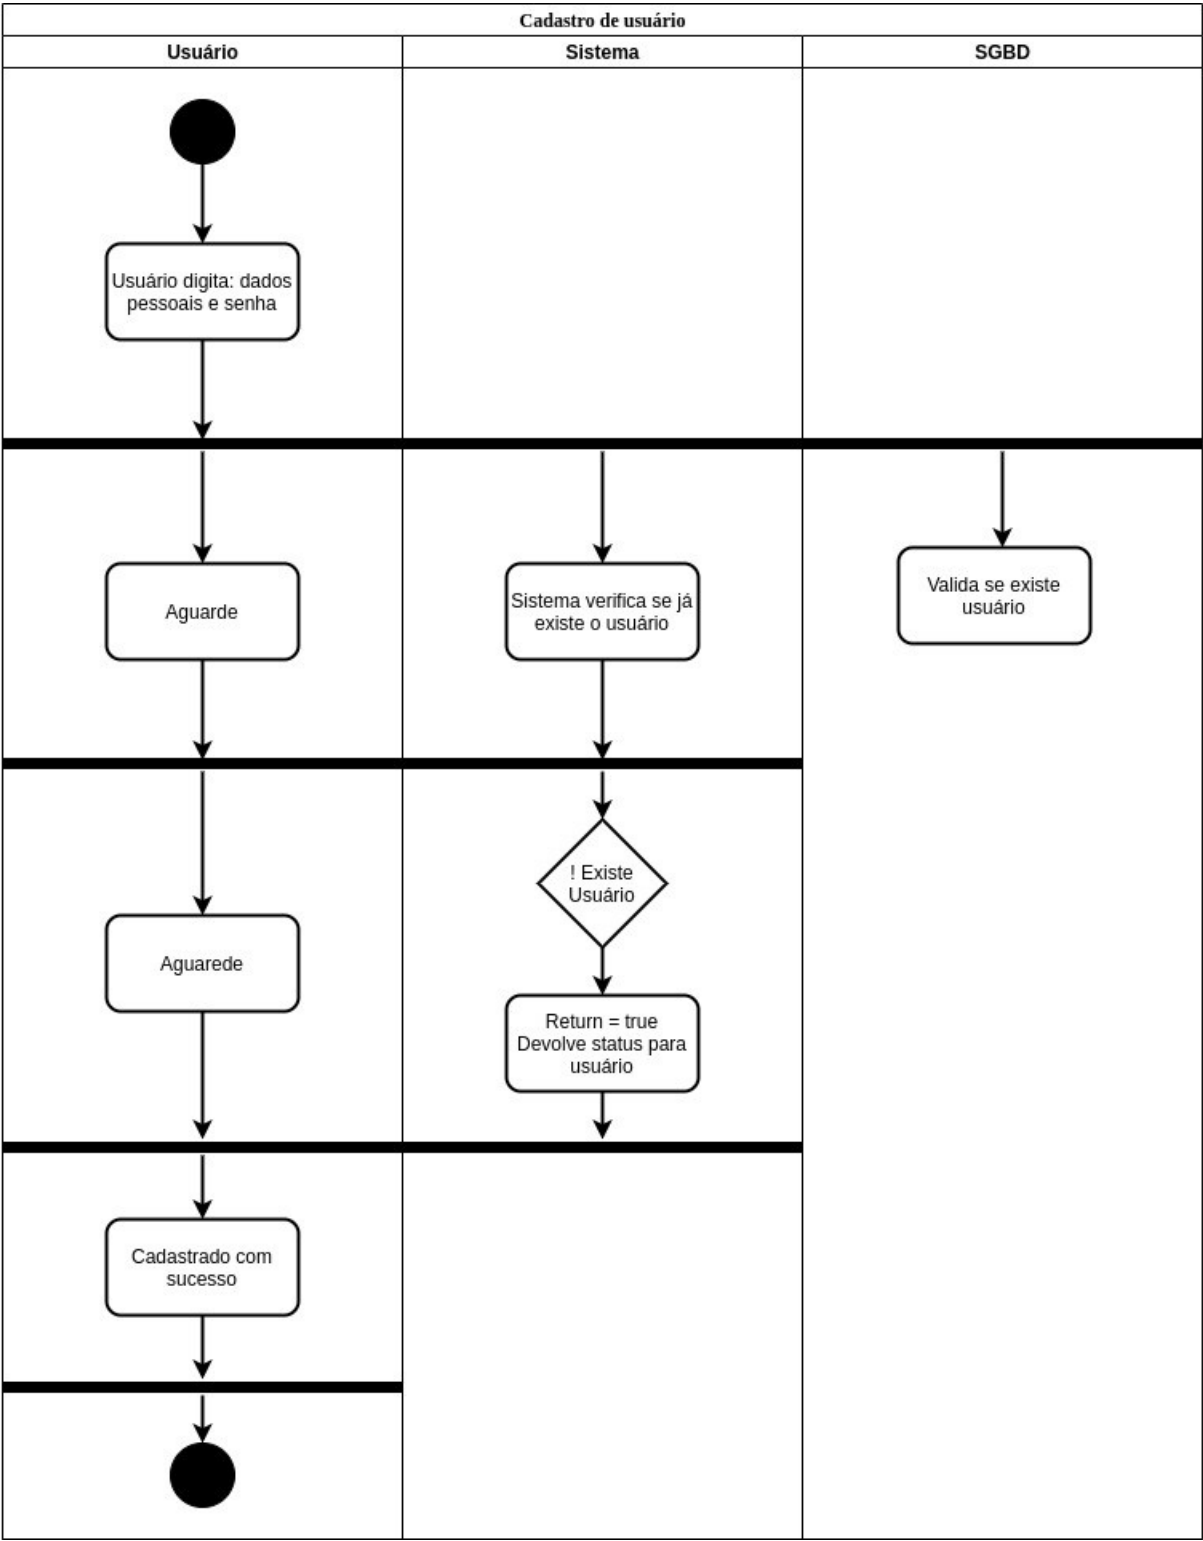 Cadastro de usuário
Usuário
Sistema
SGBD
Usuário digita: dados
pessoais e senha
Aguarde
Sistema verifica se já
existe o usuário
Valida se existe
usuário
! Existe
Usuário
Aguarede
Return = true
Devolve status para
usuário
Cadastrado com
sucesso